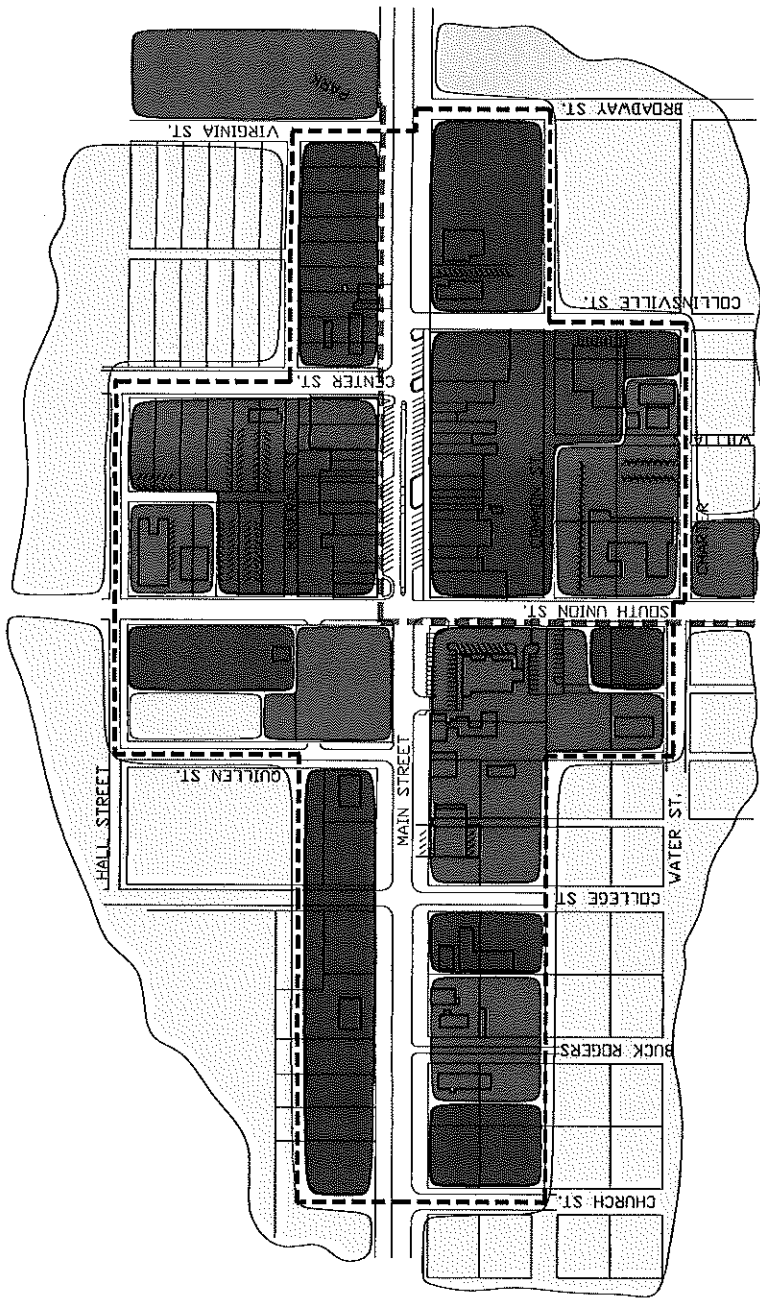 PARK
BROADWAY ST.
VIRGINIA ST.
COLLINSVILLE ST.
CENTER ST.
SOUTH UNION ST.
QUILLEN ST.
HALL STREET
MAIN STREET
WATER ST.
COLLEGE ST
BUCK ROGERS
CHURCH ST.